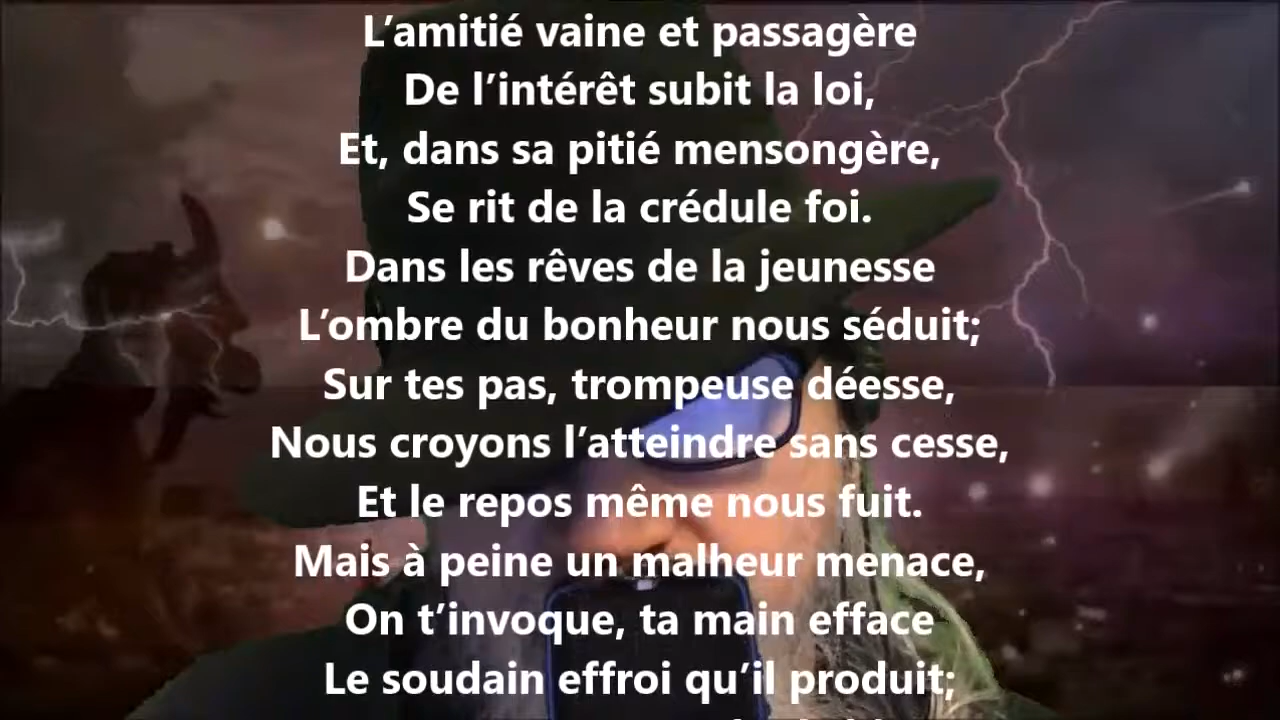 L’amitié vaine et passagère
De l’intérêt subit la loi,
Et, dans sa pitié mensongère,
Se rit de la crédule foi.
Dans les rêves de la jeunesse
L’ombre du bonheur nous séduit;
Sur tes pas, trompeuse déesse,
Nous croyons l’atteindre sans cesse,
Et le repos même nous fuit.
Mais à peine un malheur menace,
On t’invoque, ta main efface
Le soudain effroi qu’il produit;